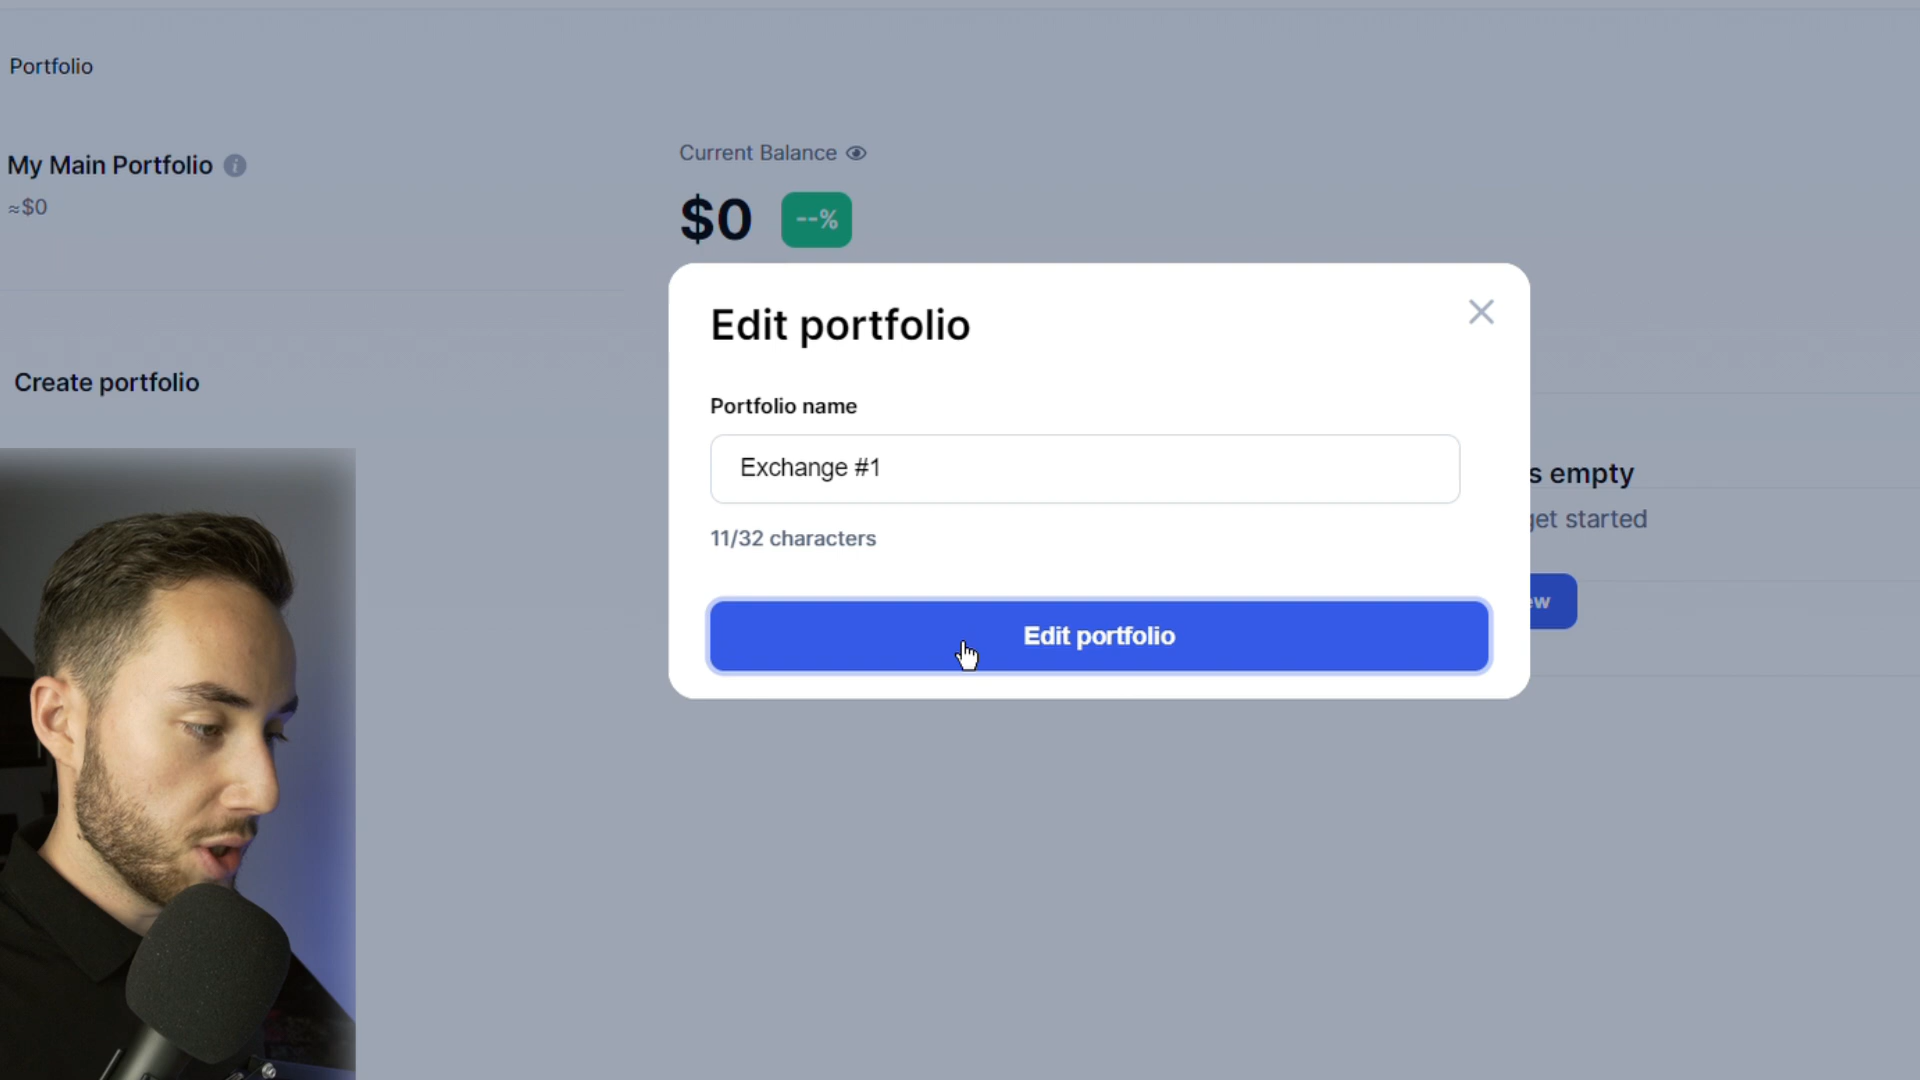 Portfolio
My Main Portfolio
≈$0
Create portfolio
Current Balance
$0 --%
Edit portfolio
Portfolio name
Exchange #1
11/32 characters
Edit portfolio
empty
get started